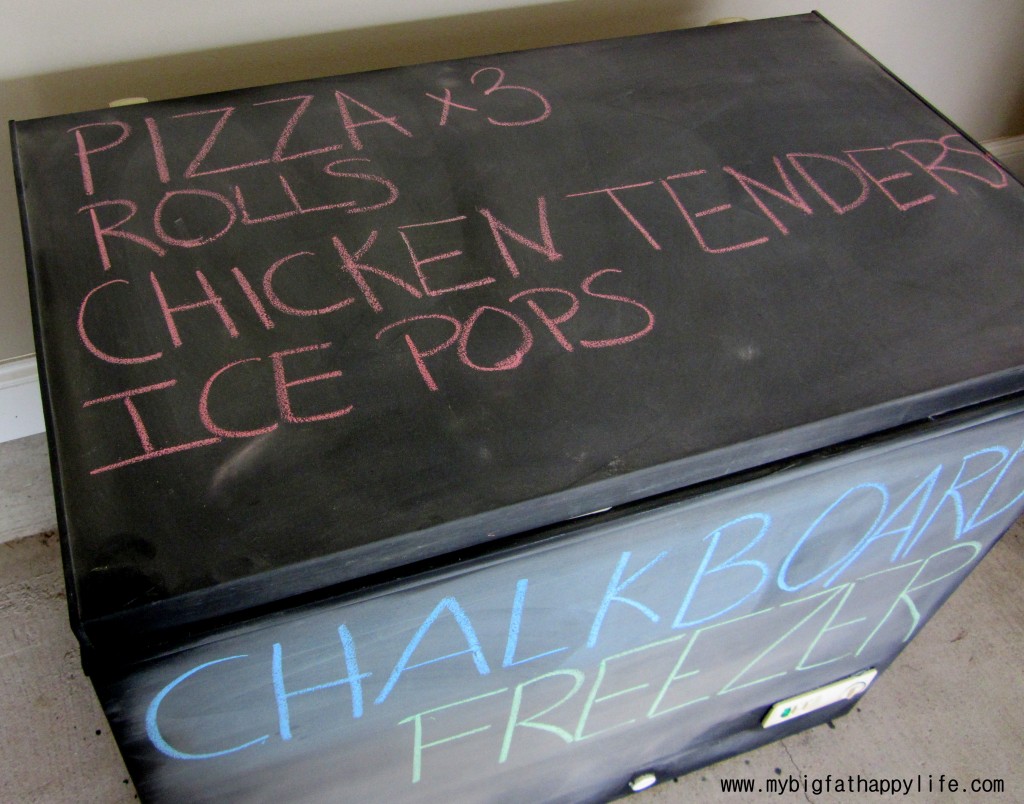 PIZZA x3
ROLLS
CHICKEN TENDERS
ICE POPS
CHALKBOARD
FREEZER
www.mybigfathappylife.com